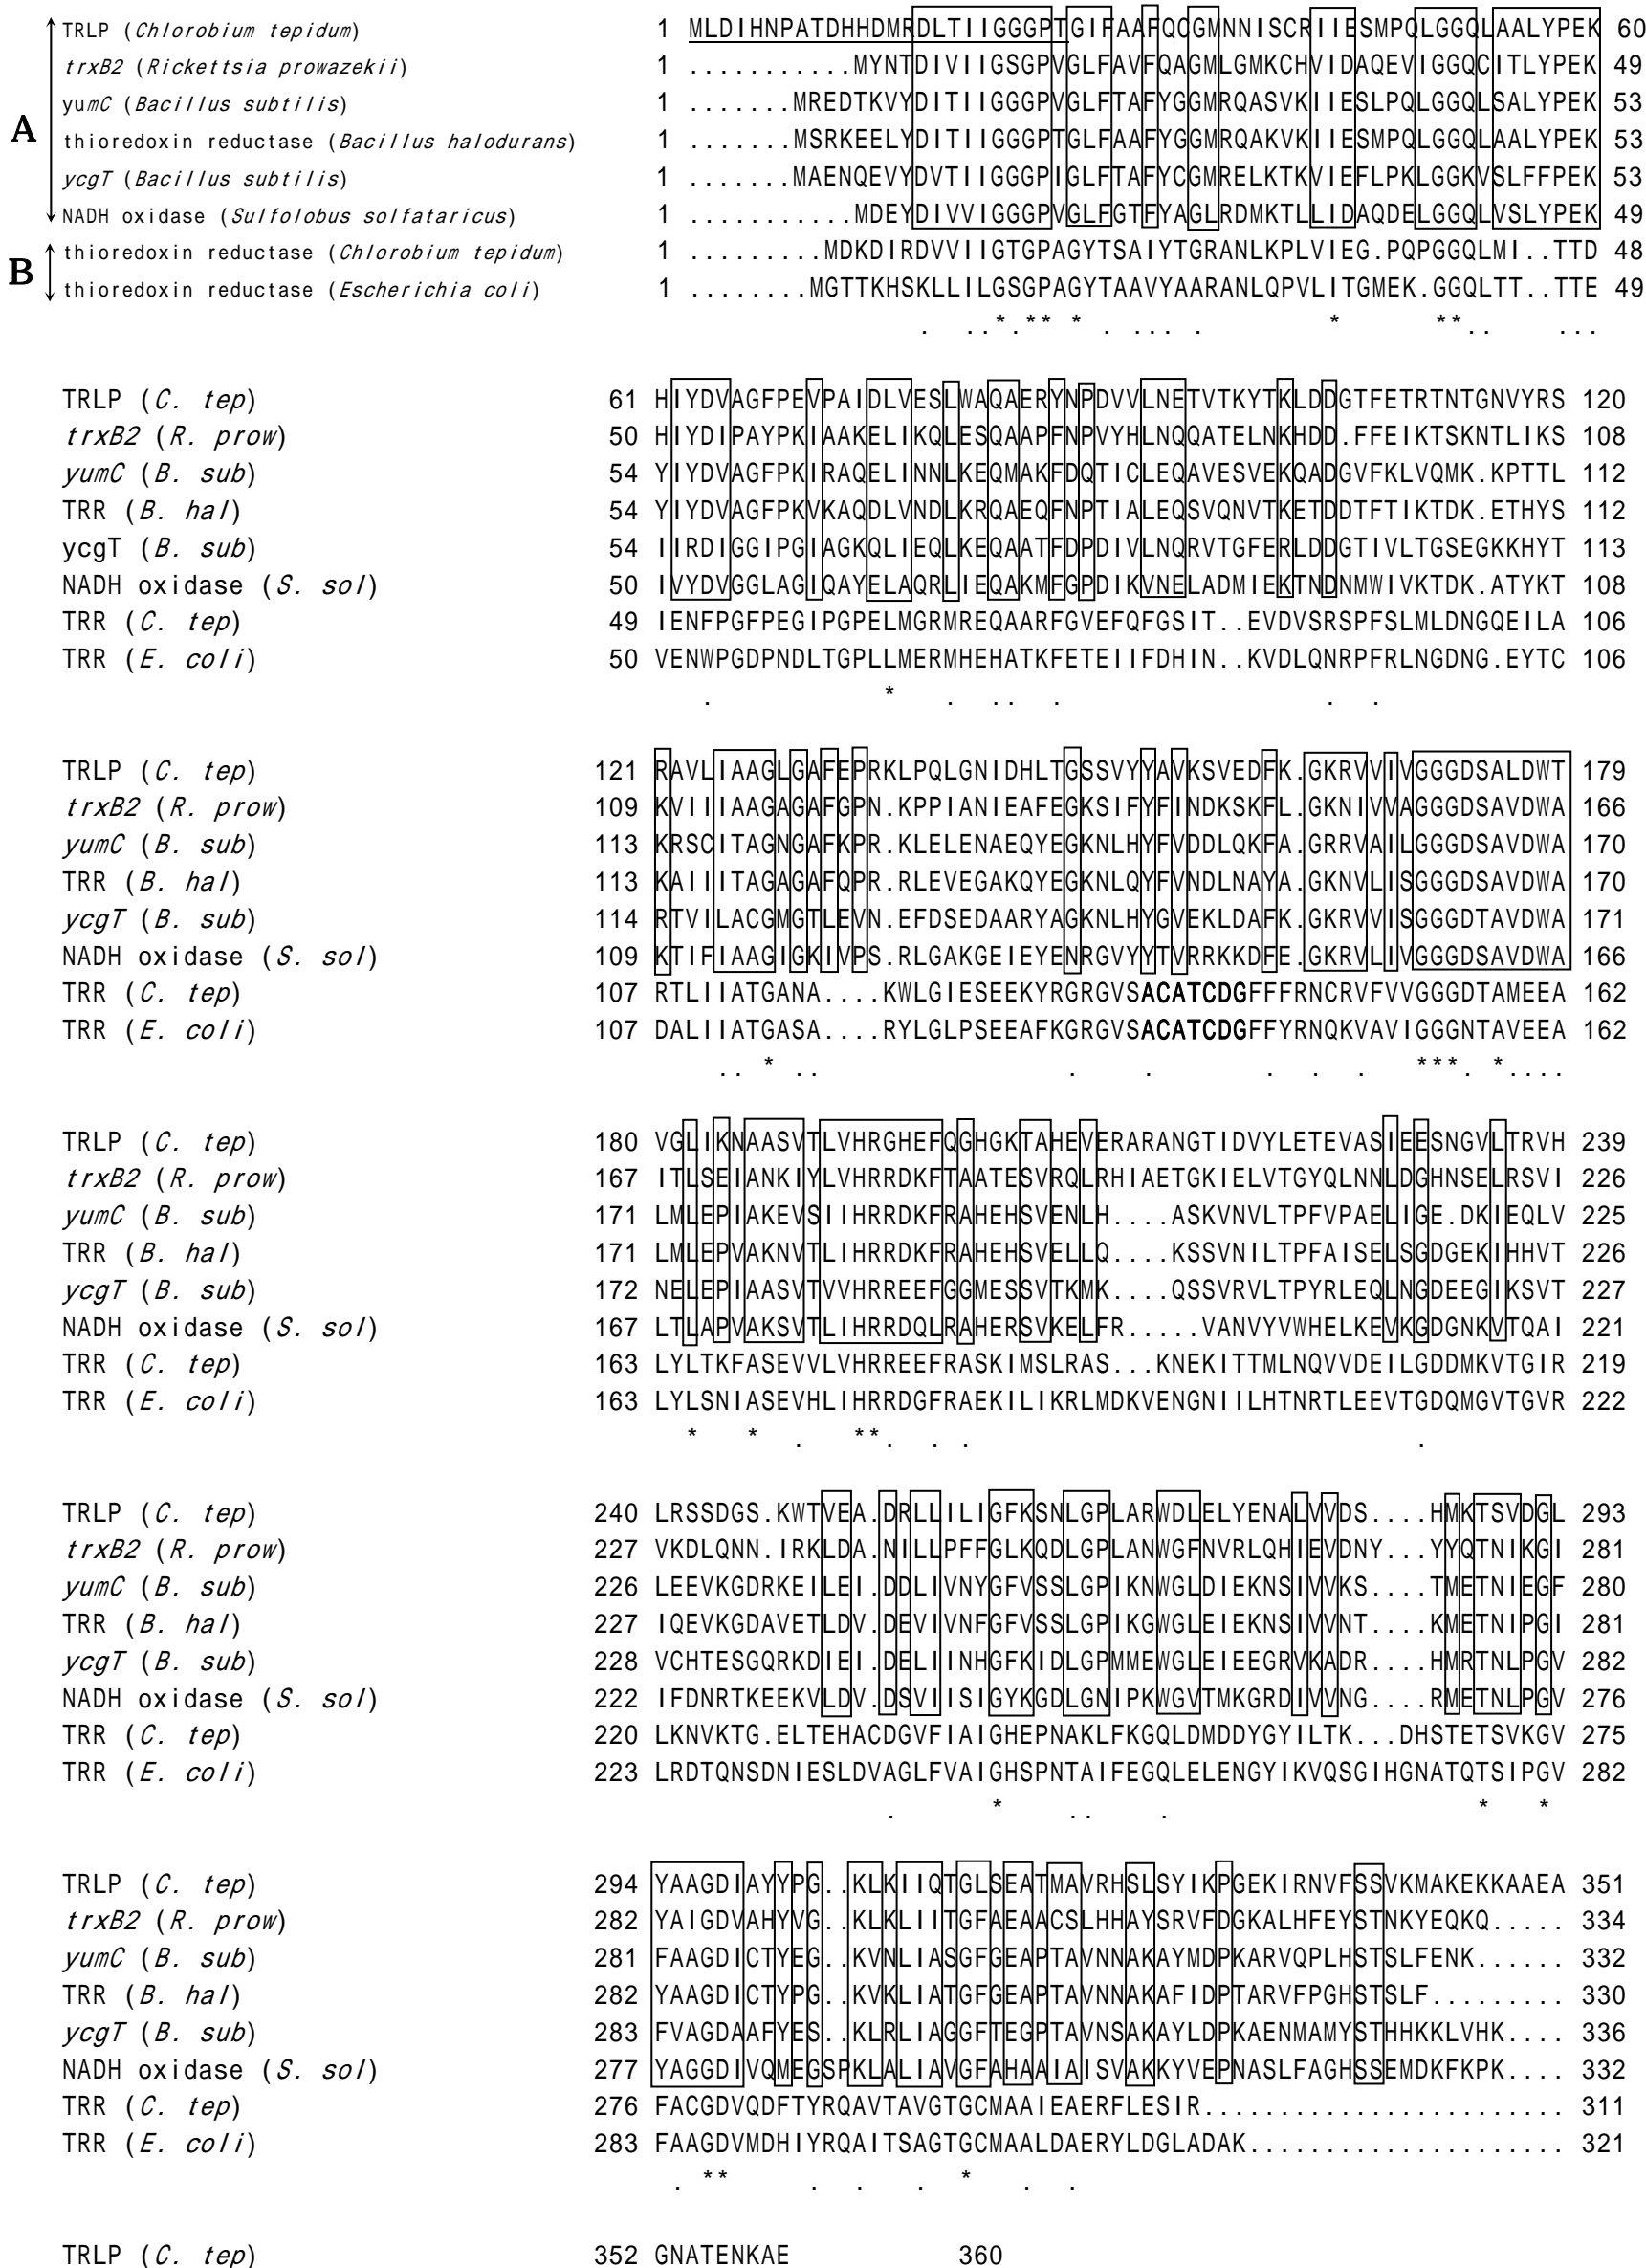 TRLP (Chlorobium tepidum) 1 MLDIHNPATDHHDMRDLTIIGGGPTGIFAAFQCGMNNISCRIIESMPQLGGQLAALYPEK 60
trxB2 (Rickettsia prowazekii) 1 ...........MYNTDIVIIGSGPVGLFAVFQAGMLGMKCHVIDAQEVIGGQCITLYPEK 49
yumC (Bacillus subtilis) 1 .......MREDTKVYDITIIGGGPVGLFTAFYGGMRQASVKIIESLPQLGGQLSALYPEK 53
A
thioredoxin reductase (Bacillus halodurans) 1 .......MSRKEELYDITIIGGGPTGLFAAFYGGMRQAKVKIIESMPQLGGQLAALYPEK 53
ycgT (Bacillus subtilis) 1 .......MAENQEVYDVTIIGGGPIGLFTAFYCGMRELKTKVIEFLPKLGGKVSLFFPEK 53
NADH oxidase (Sulfolobus solfataricus) 1 ...........MDEYDIVVIGGGPVGLFGTFYAGLRDMKTLLIDAQDELGGQLVSLYPEK 49
thioredoxin reductase (Chlorobium tepidum) 1 .........MDKDIRDVVIIGTGPAGYTSAIYTGRANLKPLVIEG.PQPGGQLMI..TTD 48
B
thioredoxin reductase (Escherichia coli) 1 ........MGTTKHSKLLILGSGPAGYTAAVYAARANLQPVLITGMEK.GGQLTT..TTE 49
. ..*.** * . ... . * **.. ...
TRLP (C. tep) 61 HIYDVAGFPEVPAIDLVESLWAQAERYNPDVVLNETVTKYTKLDDGTFETRTNTGNVYRS 120
trxB2 (R. prow) 50 HIYDIPAYPKIAAKELIKQLESQAAPFNPVYHLNQQATELNKHDD.FFEIKTSKNTLIKS 108
yumC (B. sub) 54 YIYDVAGFPKIRAQELINNLKEQMAKFDQTICLEQAVESVEKQADGVFKLVQMK.KPTTL 112
TRR (B. hal) 54 YIYDVAGFPKVKAQDLVNDLKRQAEQFNPTIALEQSVQNVTKETDDTFTIKTDK.ETHYS 112
ycgT (B. sub) 54 IIRDIGGIPGIAGKQLIEQLKEQAATFDPDIVLNQRVTGFERLDDGTIVLTGSEGKKHYT 113
NADH oxidase (S. sol) 50 IVYDVGGLAGIQAYELAQRLIEQAKMFGPDIKVNELADMIEKTNDNMWIVKTDK.ATYKT 108
TRR (C. tep) 49 IENFPGFPEGIPGPELMGRMREQAARFGVEFQFGSIT..EVDVSRSPFSLMLDNGQEILA 106
TRR (E. coli) 50 VENWPGDPNDLTGPLLMERMHEHATKFETEIIFDHIN..KVDLQNRPFRLNGDNG.EYTC 106
. * . .. . . .
TRLP (C. tep) 121 RAVLIAAGLGAFEPRKLPQLGNIDHLTGSSVYYAVKSVEDFK.GKRVVIVGGGDSALDWT 179
trxB2 (R. prow) 109 KVIIIAAGAGAFGPN.KPPIANIEAFEGKSIFYFINDKSKFL.GKNIVVAGGGDSAVDWA 166
yumC (B. sub) 113 KRSCITAGNGAFKPR.KLELENAEQYEGKNLHYFVDDLQKFA.GRRVAILGGGDSAVDWA 170
TRR (B. hal) 113 KAIIITAGAGAFQPR.RLEVEGAKQYEGKNLQYFVNDLNAYA.GKNVLISGGGDSAVDWA 170
ycgT (B. sub) 114 RTVILACGMGTLEVN.EFDSEDAARYAGKNLHYGVEKLDAFK.GKRVVISGGGDTAVDWA 171
NADH oxidase (S. sol) 109 KTIFIAAGIGKIVPS.RLGAKGEIEYENRGVYYTVRRKKDFE.GKRVLIVGGGDSAVDWA 166
TRR (C. tep) 107 RTLIIATGANA....KWLGIESEEKYRGRGVSACATCDGFFFRNCRVFVVGGGDTAMEEA 162
TRR (E. coli) 107 DALIIATGASA....RYLGLPSEEAFKGRGVSACATCDGFFYRNQKVAVIGGGNTAVEEA 162
.. * .. . . . . . ***. *....
TRLP (C. tep) 180 VGLIKNAASVTLVHRGHEFQGHGKTAHEVERARANGTIDVYLETEVASIEESNGVLTRVH 239
trxB2 (R. prow) 167 ITLSEIANKIYLVHRRDKFTAATESVRQLRHIAETGKIELVTGYQLNNLDGHNSELRSVI 226
yumC (B. sub) 171 LMLEPIAKEVSIIHRRDKFRAHEHSVENLH....ASKVNVLTPFVPAELIGE.DKIEQLV 225
TRR (B. hal) 171 LMLEPVAKNVTLIHRRDKFRAHEHSVELLQ....KSSVNILTPFAISELSGDGEKIHHVT 226
ycgT (B. sub) 172 NELEPIAASVTVVHRREEFGGMESSVTKMK....QSSVRVLTPYRLEQLNGDEEGIKSVT 227
NADH oxidase (S. sol) 167 LTLAPVAKSVTLIHRRDQLRAHERSVKELFR.....VANVYVWHELKEVKGDGNKVTQAI 221
TRR (C. tep) 163 LYLTKFASEVVLVHRREEFRASKIMSLRAS...KNEKITTMLNQVVDEILGDDMKVTGIR 219
TRR (E. coli) 163 LYLSNIASEVHLIHRRDGFRAEKILIKRLMDKVENGNIILHTNRTLEEVTGDQMGVTGVR 222
* * . **. . . .
TRLP (C. tep) 240 LRSSDGS.KWTVEA.DRLLILIGFKSNLGPLARWDLELYENALVVDS....HMKTSVDGL 293
trxB2 (R. prow) 227 VKDLQNN.IRKLDA.NILLPFFGLKQDLGPLANWGFNVRLQHIEVDNY...YYQTNIKGI 281
yumC (B. sub) 226 LEEVKGDRKEILEI.DDLIVNYGFVSSLGPIKNWGLDIEKNSIVVKS....TMETNIEGF 280
TRR (B. hal) 227 IQEVKGDAVETLDV.DEVIVNFGFVSSLGPIKGWGLEIEKNSIVVNT....KMETNIPGI 281
ycgT (B. sub) 228 VCHTESGQRKDIEI.DELIINHGFKIDLGPMMEWGLEIEEGRVKADR....HMRTNLPGV 282
NADH oxidase (S. sol) 222 IFDNRTKEEKVLDV.DSVIISIGYKGDLGNIPKWGVTMKGRDIVVNG....RMETNLPGV 276
TRR (C. tep) 220 LKNVKTG.ELTEHACDGVFIAIGHEPNAKLFKGQLDMDDYGYILTK...DHSTETSVKGV 275
TRR (E. coli) 223 LRDTQNSDNIESLDVAGLFVAIGHSPNTAIFEGQLELENGYIKVQSGIHGNATQTSIPGV 282
. * .. . * *
TRLP (C. tep) 294 YAAGDIAYYPG..KLKIIQTGLSEATMAVRHSLSYIKPGEKIRNVFSSVKMAKEKKAAEA 351
trxB2 (R. prow) 282 YAIGDVAHYVG..KLKLIITGFAEAACSLHHAYSRVFDGKALHFEYSTNKYEQKQ..... 334
yumC (B. sub) 281 FAAGDICTYEG..KVNLIASGFGEAPTAVNNAKAYMDPKARVQPLHSTSLFENK...... 332
TRR (B. hal) 282 YAAGDICTYPG..KVKLIATGFGEAPTAVNNAKAFIDPTARVFPGHSTSLF......... 330
ycgT (B. sub) 283 FVAGDAAFYES..KLRLIAGGFTEGPTAVNSAKAYLDPKAENMAMYSTHHKKLVHK.... 336
NADH oxidase (S. sol) 277 YAGGDIVQMEGSPKLALIAVGFAHAAIAISVAKKYVEPNASLFAGHSSEMDKFKPK.... 332
TRR (C. tep) 276 FACGDVQDFTYRQAVTAVGTGCMAAIEAERFLESIR........................ 311
TRR (E. coli) 283 FAAGDVMDHIYRQAITSAGTGCMAALDAERYLDGLADAK..................... 321
. ** . . . * . .
TRLP (C. tep) 352 GNATENKAE 360